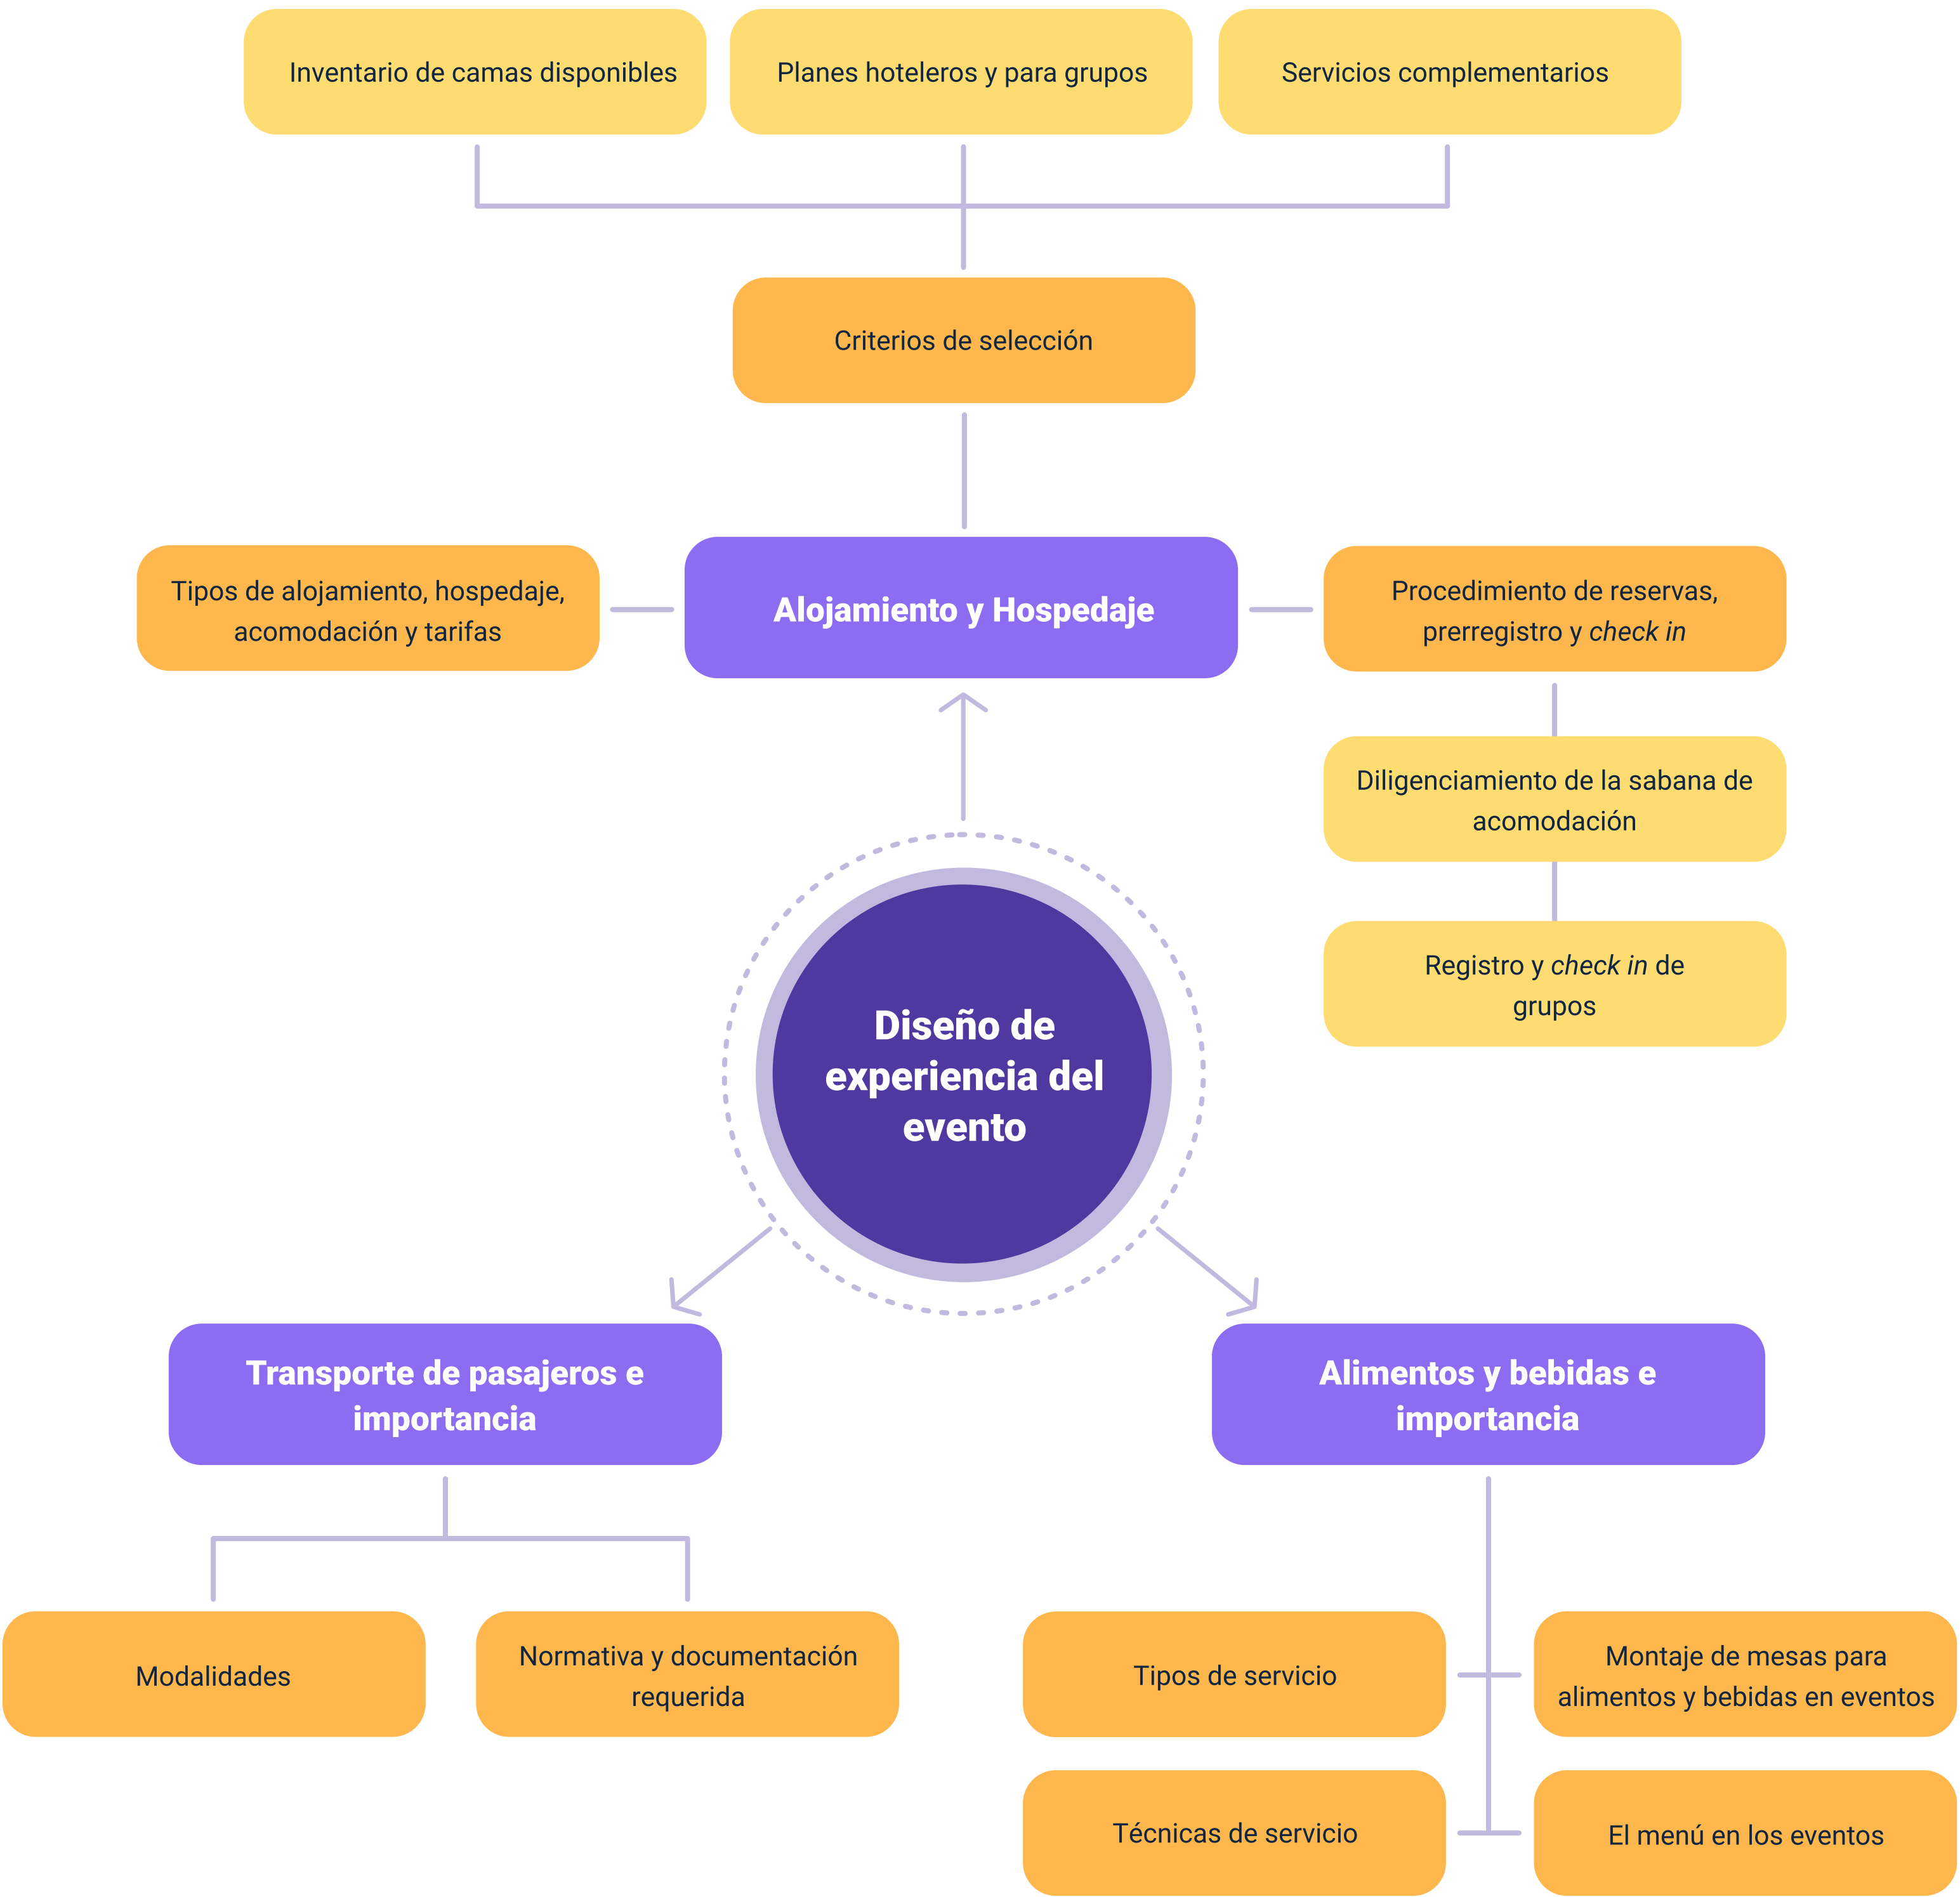 Inventario de camas disponibles
Planes hoteleros y para grupos
Servicios complementarios
Criterios de selección
Tipos de alojamiento, hospedaje,
acomodación y tarifas
Alojamiento y Hospedaje
Procedimiento de reservas,
prerregistro y check in
Diligenciamiento de la sabana de
acomodación
Registro y check in de
grupos
Diseño de
experiencia del
evento
Transporte de pasajeros e
importancia
Alimentos y bebidas e
importancia
Modalidades
Normativa y documentación
requerida
Tipos de servicio
Montaje de mesas para
alimentos y bebidas en eventos
Técnicas de servicio
El menú en los eventos